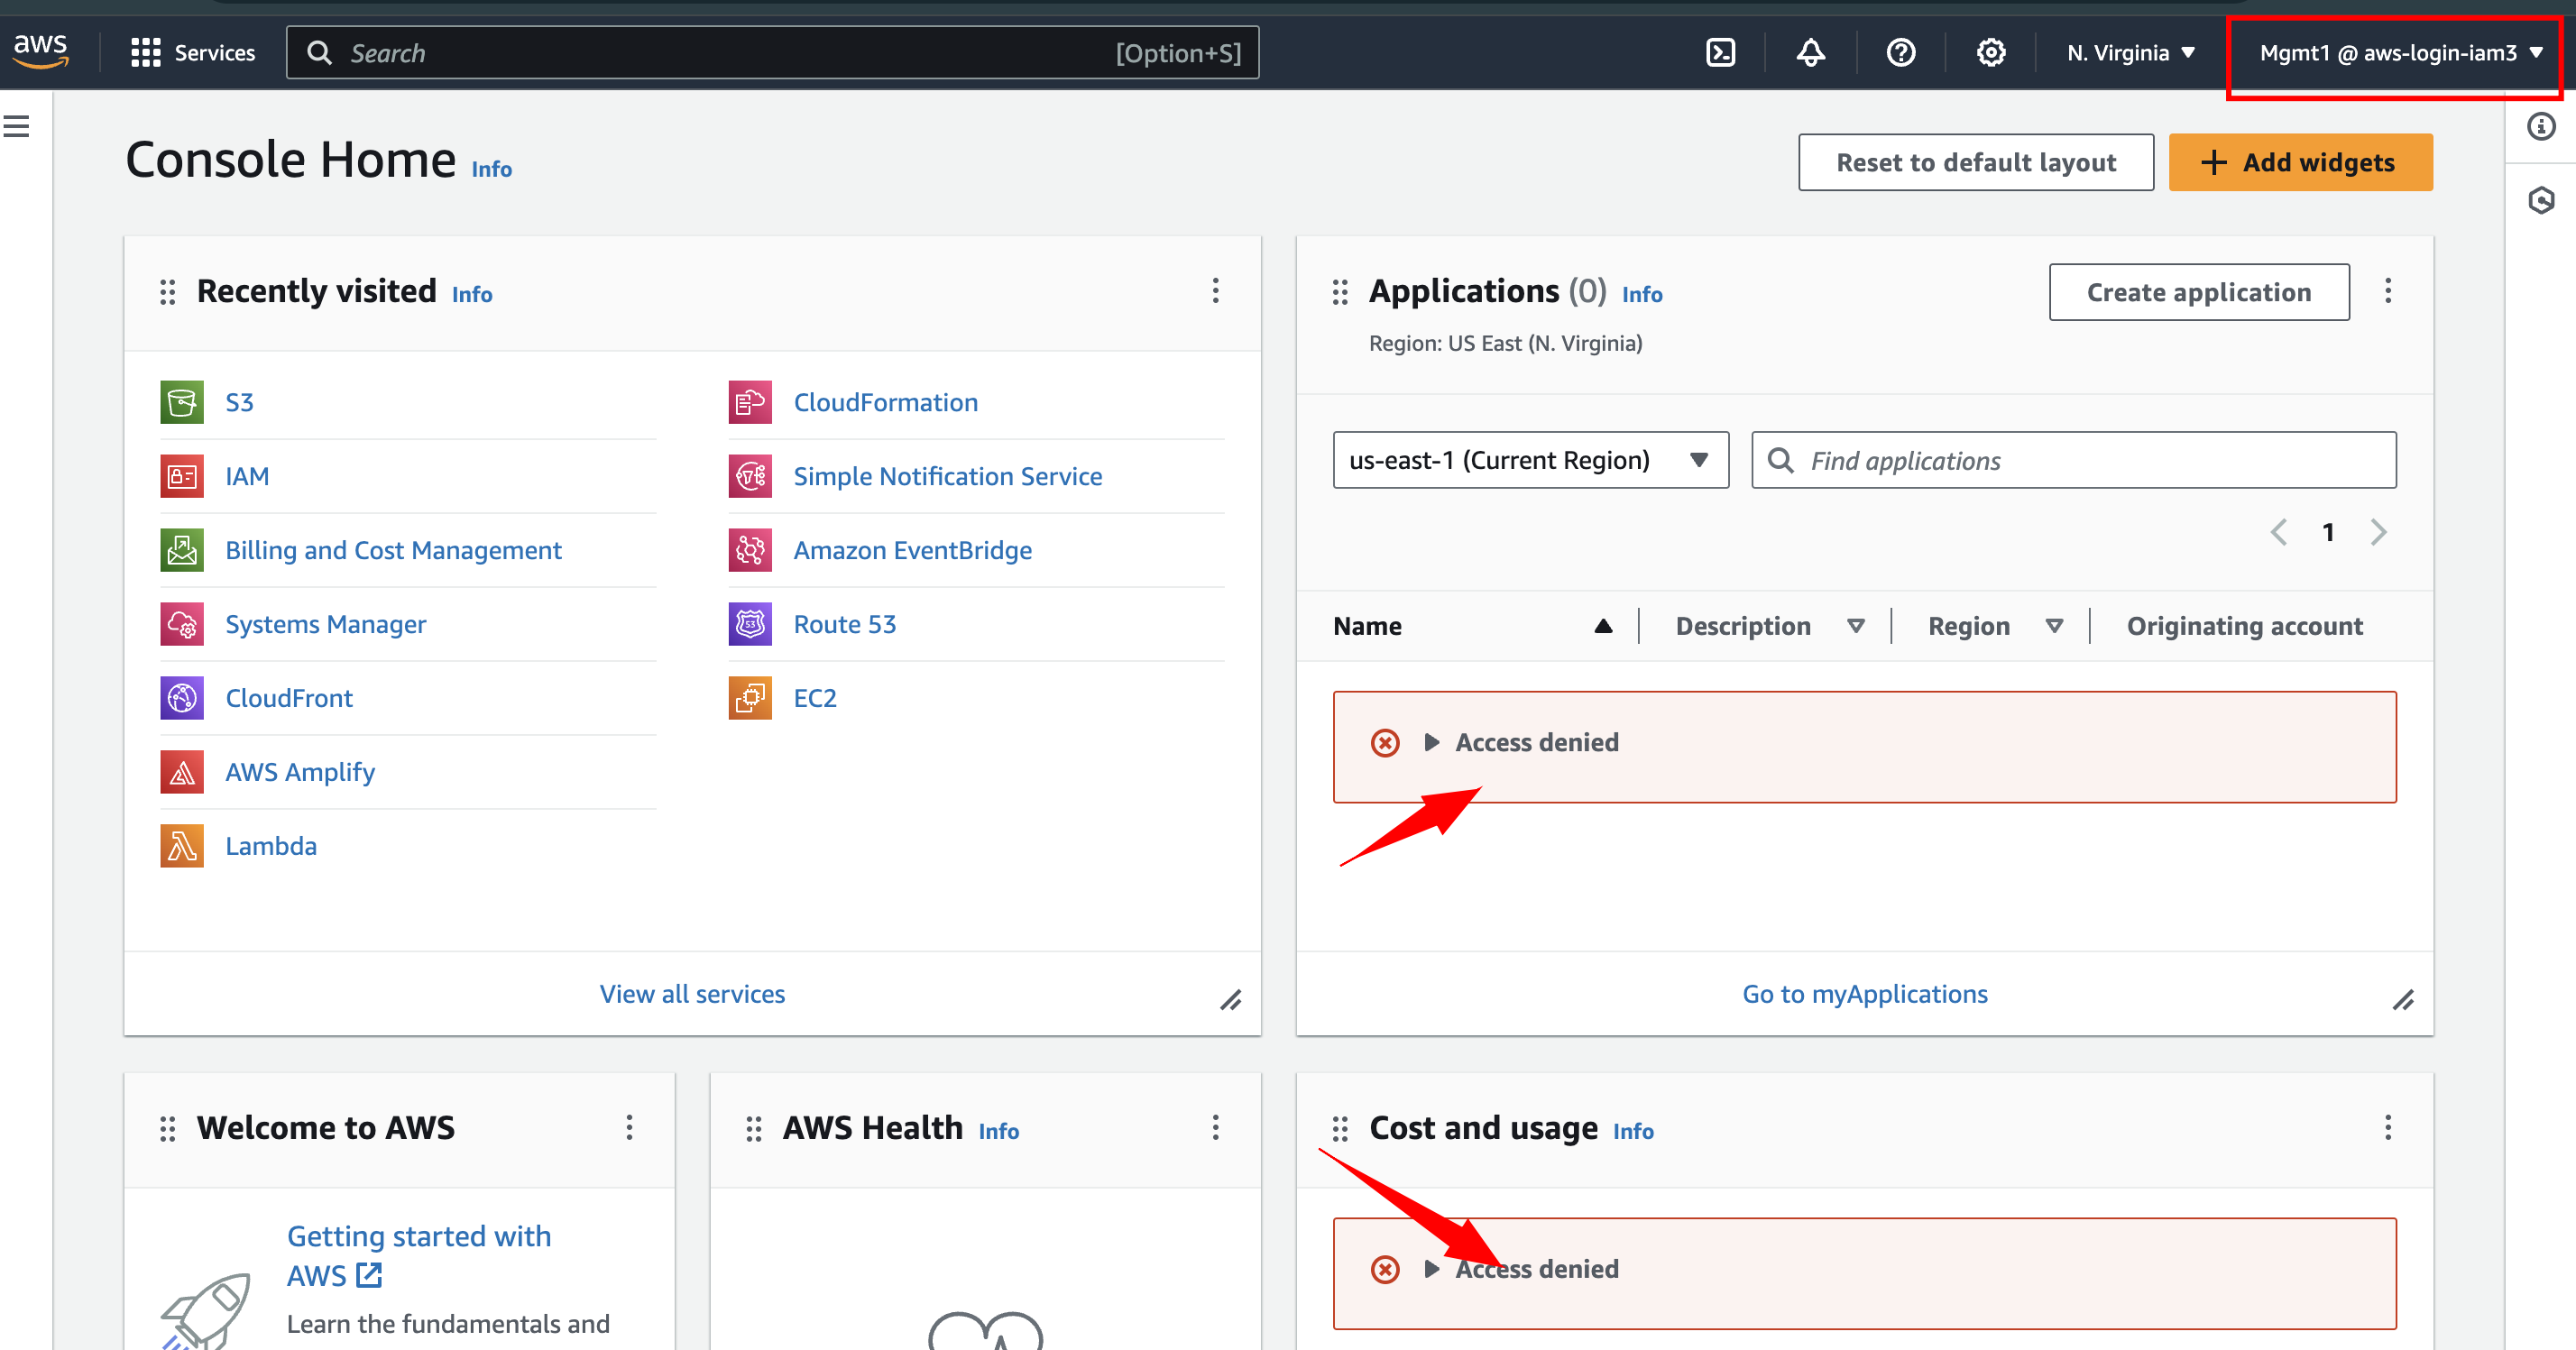 aws
Services
Search
[Option+S]
N. Virginia
Mgmt1 @ aws-login-iam3
Console Home Info
Reset to default layout
Add widgets
Recently visited Info
S3
IAM
Billing and Cost Management
Systems Manager
CloudFront
AWS Amplify
Lambda
CloudFormation
Simple Notification Service
Amazon EventBridge
Route 53
EC2
View all services
Applications (0) Info
Region: US East (N. Virginia)
Create application
us-east-1 (Current Region)
Find applications
1
Name
Description
Region
Originating account
Access denied
Go to myApplications
Welcome to AWS
Getting started with
AWS
Learn the fundamentals and
AWS Health Info
Cost and usage Info
Access denied